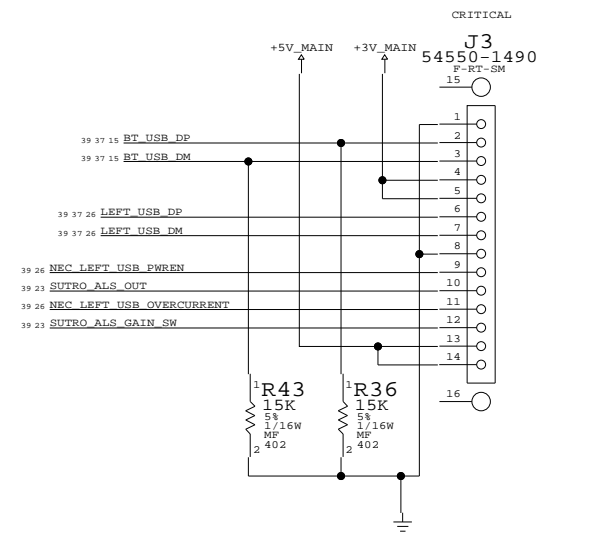 CRITICAL
J3
+5V_MAIN +3V_MAIN 54550-1490
F-RT-SM
15
1
39 37 15 BT_USB_DP 2
39 37 15 BT_USB_DM 3
4
5
39 37 26 LEFT_USB_DP 6
39 37 26 LEFT_USB_DM 7
8
39 26 NEC_LEFT_USB_PWREN 9
39 23 SUTRO_ALS_OUT 10
39 26 NEC_LEFT_USB_OVERCURRENT 11
39 23 SUTRO_ALS_GAIN_SW 12
13
14
1 R43 1 R36 16
15K 15K
5% 5%
1/16W 1/16W
MF MF
2 402 2 402